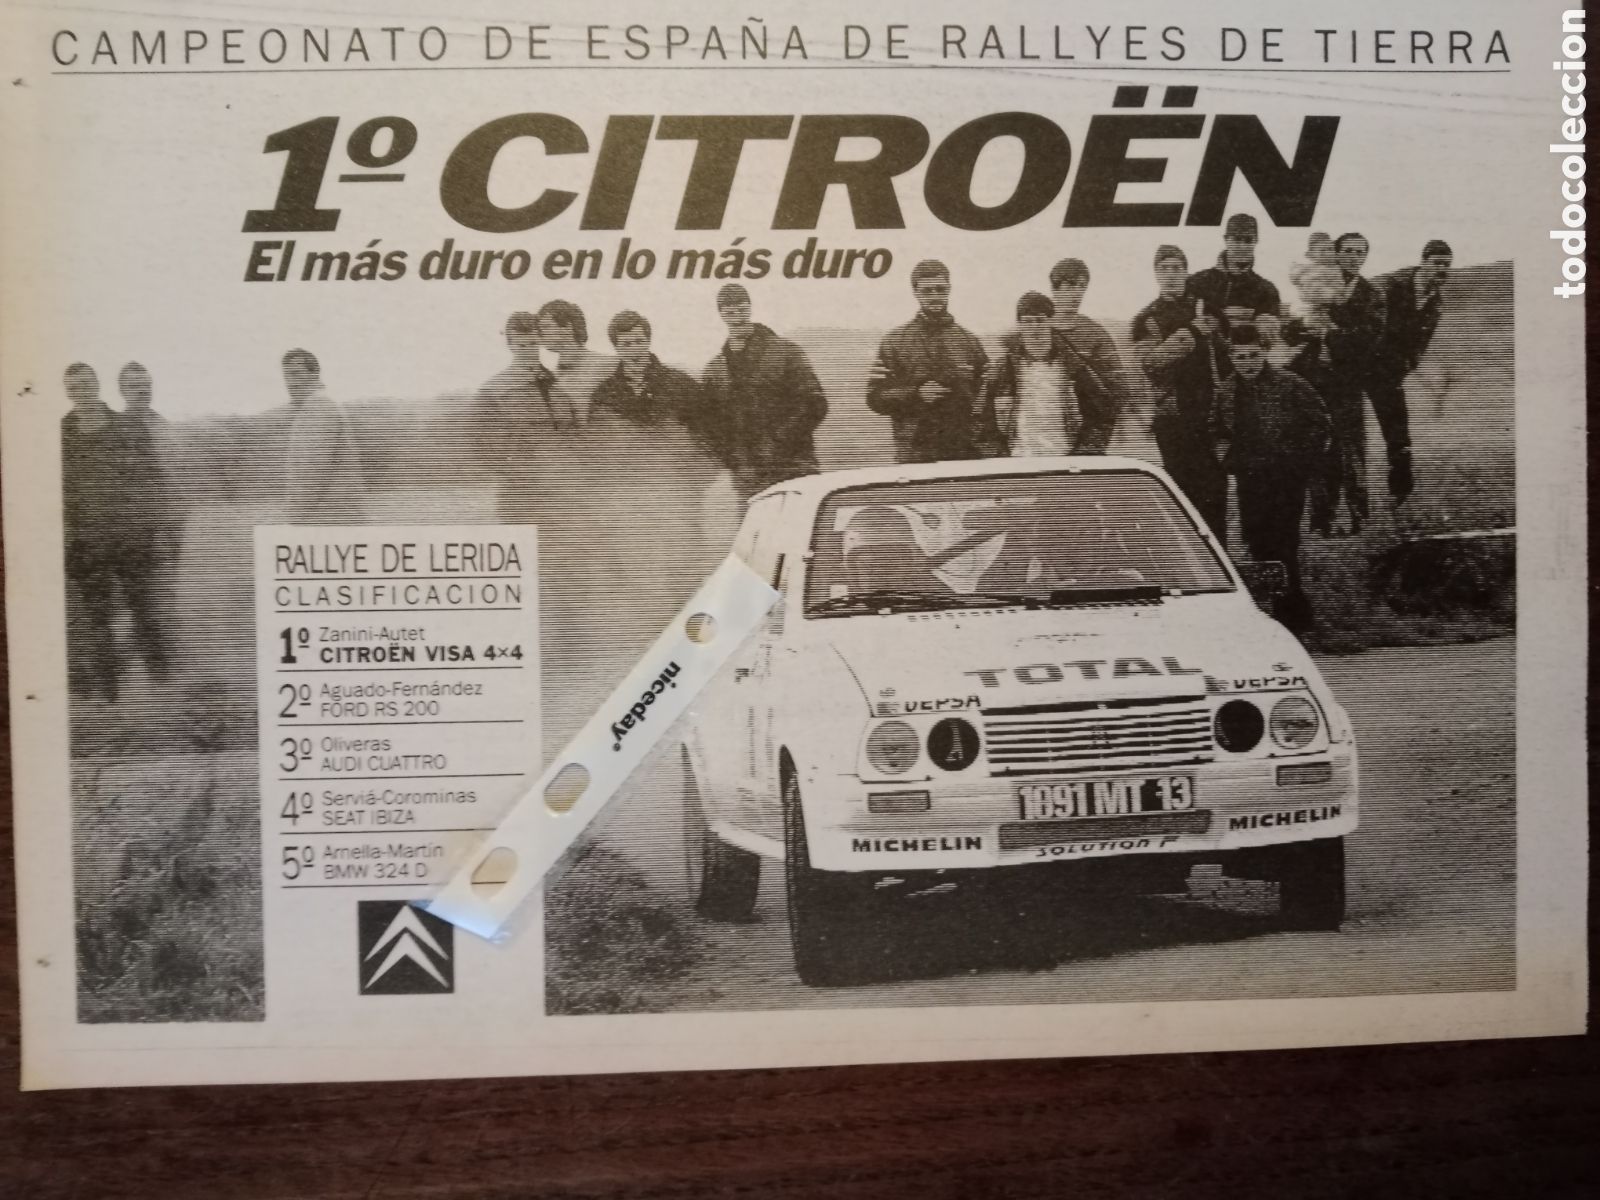 CAMPEONATO DE ESPAÑA DE RALLYES DE TIERRA
1º CITROËN
El más duro en lo más duro
RALLYE DE LERIDA
CLASIFICACION
1º Zanini-Autet
CITROËN VISA 4×4
2º Aguado-Fernández
FORD RS 200
3º Oliveras
AUDI CUATTRO
4º Serviá-Corominas
SEAT IBIZA
5º Arnella-Martín
BMW 324 D
niceday®
TOTAL
DEPSA
DEPSA
1891 MT 13
MICHELIN
MICHELIN
SOLUTION F
todocoleccion